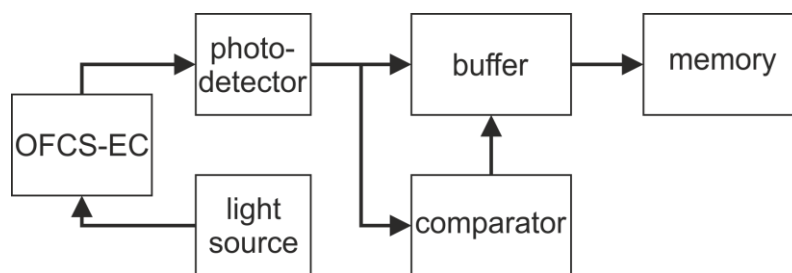 photo-
detector
buffer
memory
OFCS-EC
light
source
comparator